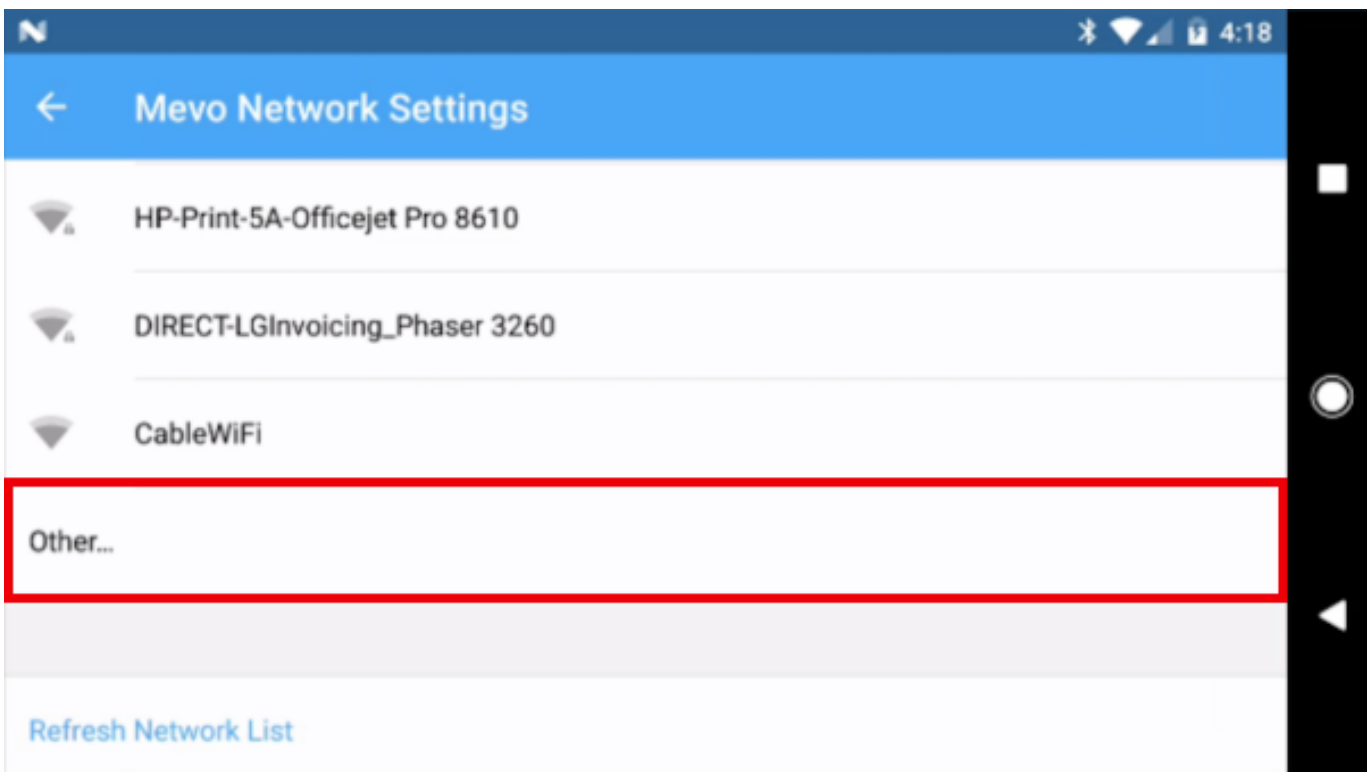 4:18
Mevo Network Settings
HP-Print-5A-Officejet Pro 8610
DIRECT-LGInvoicing_Phaser 3260
CableWiFi
Other...
Refresh Network List